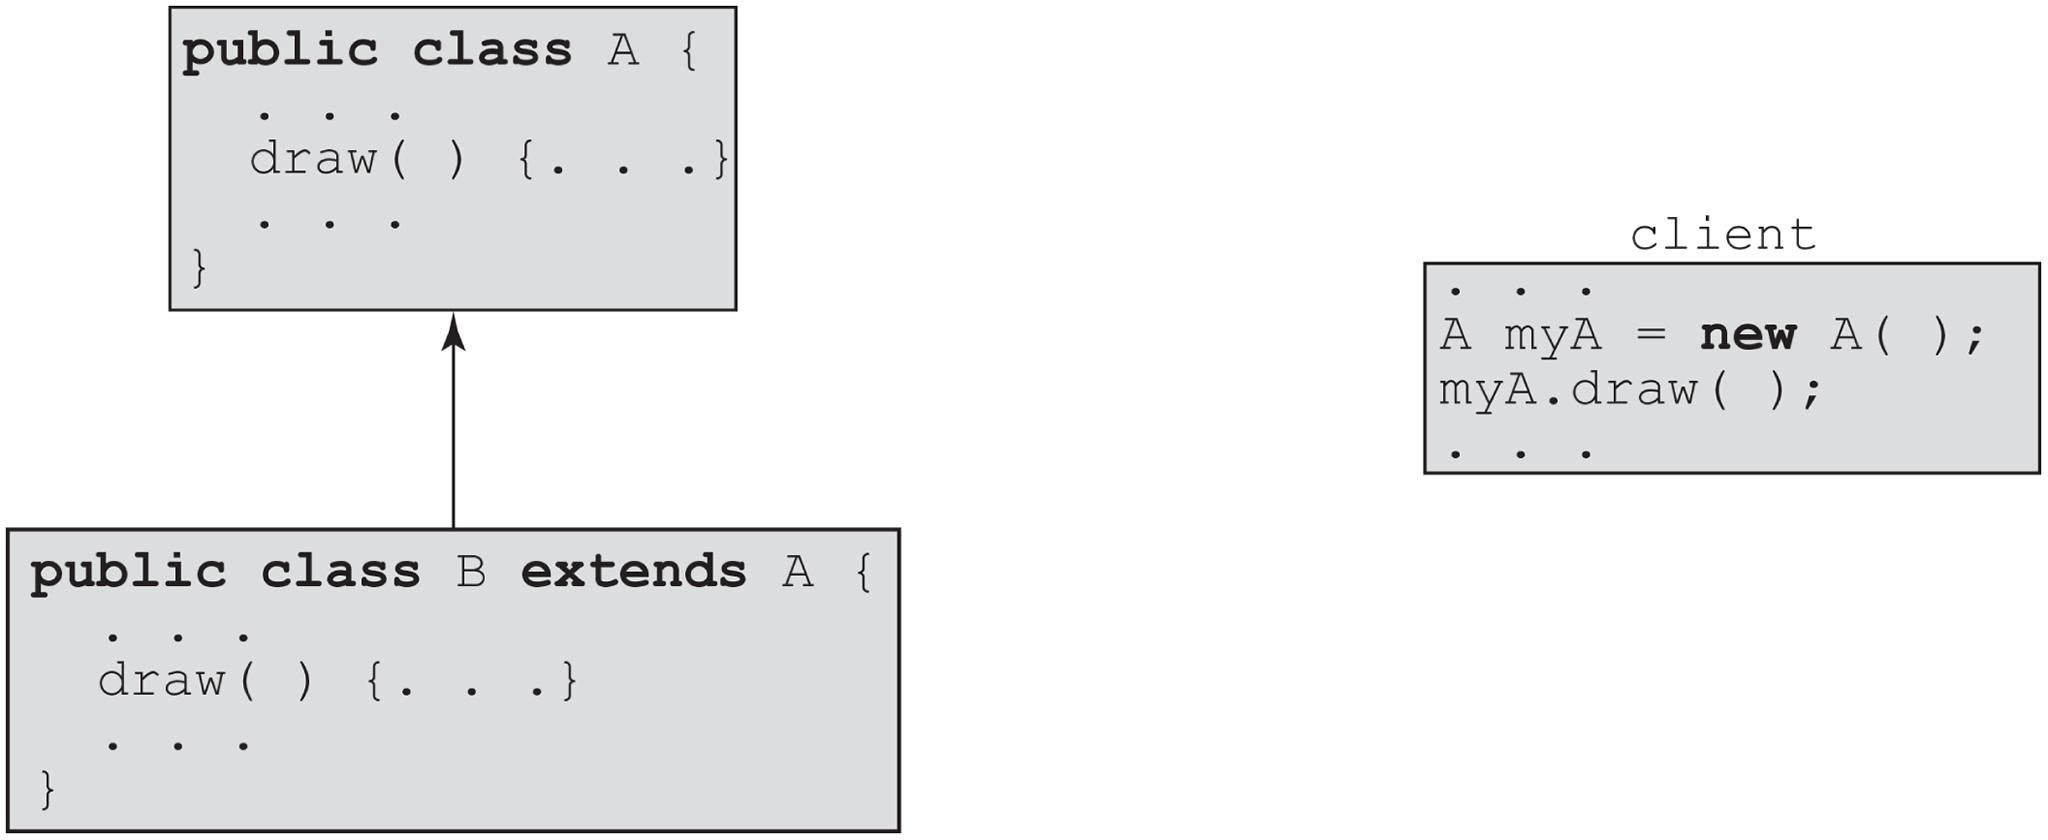 public class A {
. . .
draw( ) {. . .}
. . .
}
client
. . .
A myA = new A( );
myA.draw( );
. . .
public class B extends A {
. . .
draw( ) {. . .}
. . .
}